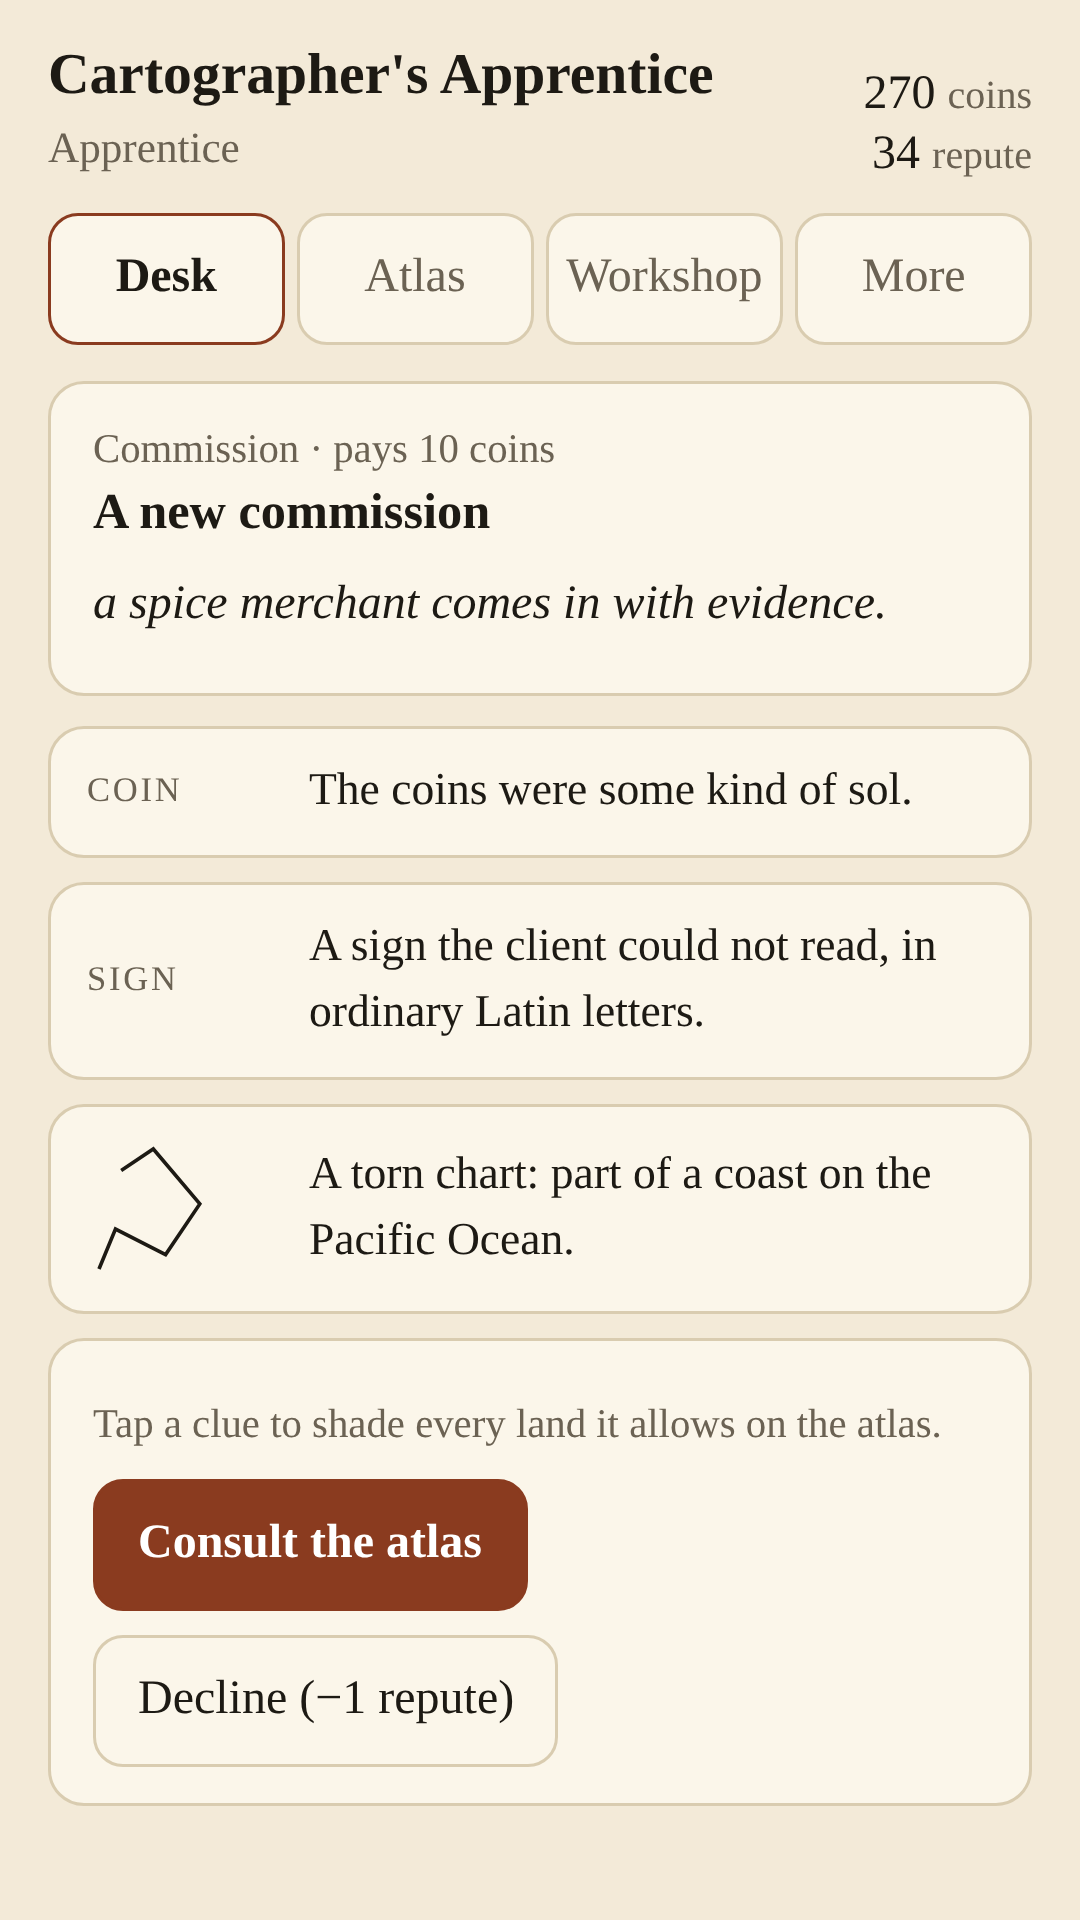 Cartographer's Apprentice
Apprentice
270 coins
34 repute
Desk
Atlas
Workshop
More
Commission · pays 10 coins
A new commission
a spice merchant comes in with evidence.
COIN
The coins were some kind of sol.
SIGN
A sign the client could not read, in
ordinary Latin letters.
A torn chart: part of a coast on the
Pacific Ocean.
Tap a clue to shade every land it allows on the atlas.
Consult the atlas
Decline (−1 repute)